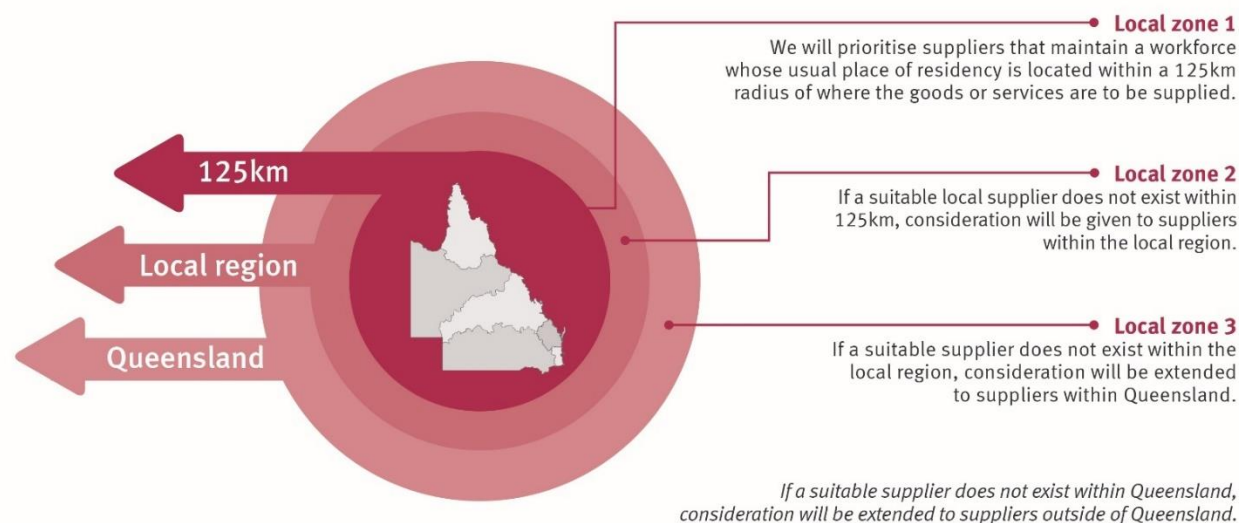 Local zone 1
We will prioritise suppliers that maintain a workforce
whose usual place of residency is located within a 125km
radius of where the goods or services are to be supplied.
125km
Local zone 2
If a suitable local supplier does not exist within
125km, consideration will be given to suppliers
within the local region.
Local region
Local zone 3
If a suitable supplier does not exist within the
local region, consideration will be extended
to suppliers within Queensland.
Queensland
If a suitable supplier does not exist within Queensland,
consideration will be extended to suppliers outside of Queensland.